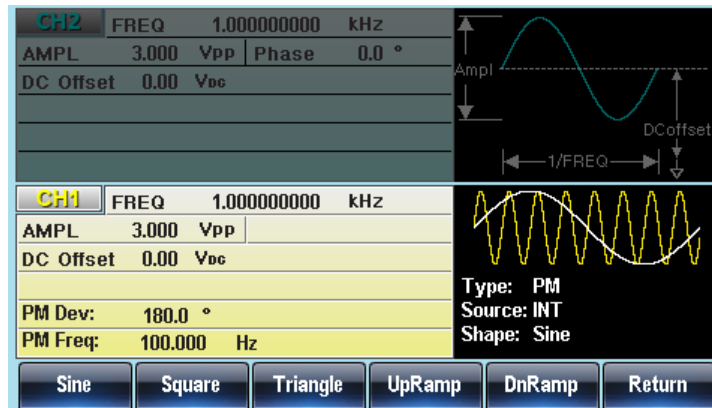 CH2 FREQ 1.000000000 kHz
AMPL 3.000 Vpp Phase 0.0 °
DC Offset 0.00 VDC
Ampl
DCoffset
1/FREQ
CH1 FREQ 1.000000000 kHz
AMPL 3.000 Vpp
DC Offset 0.00 VDC
PM Dev: 180.0 °
PM Freq: 100.000 Hz
Type: PM
Source: INT
Shape: Sine
Sine Square Triangle UpRamp DnRamp Return